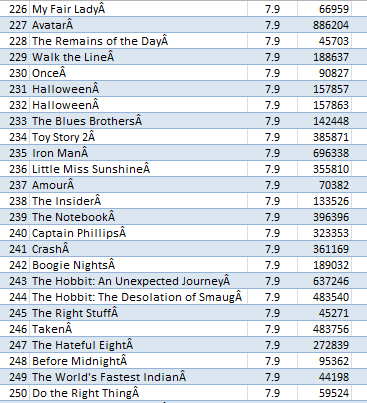 226 My Fair LadyÂ 7.9 66959
227 AvatarÂ 7.9 886204
228 The Remains of the DayÂ 7.9 45703
229 Walk the LineÂ 7.9 188637
230 OnceÂ 7.9 90827
231 HalloweenÂ 7.9 157857
232 HalloweenÂ 7.9 157863
233 The Blues BrothersÂ 7.9 142448
234 Toy Story 2Â 7.9 385871
235 Iron ManÂ 7.9 696338
236 Little Miss SunshineÂ 7.9 355810
237 AmourÂ 7.9 70382
238 The InsiderÂ 7.9 133526
239 The NotebookÂ 7.9 396396
240 Captain PhillipsÂ 7.9 323353
241 CrashÂ 7.9 361169
242 Boogie NightsÂ 7.9 189032
243 The Hobbit: An Unexpected JourneyÂ 7.9 637246
244 The Hobbit: The Desolation of SmaugÂ 7.9 483540
245 The Right StuffÂ 7.9 45271
246 TakenÂ 7.9 483756
247 The Hateful EightÂ 7.9 272839
248 Before MidnightÂ 7.9 95362
249 The World's Fastest IndianÂ 7.9 44198
250 Do the Right ThingÂ 7.9 59524